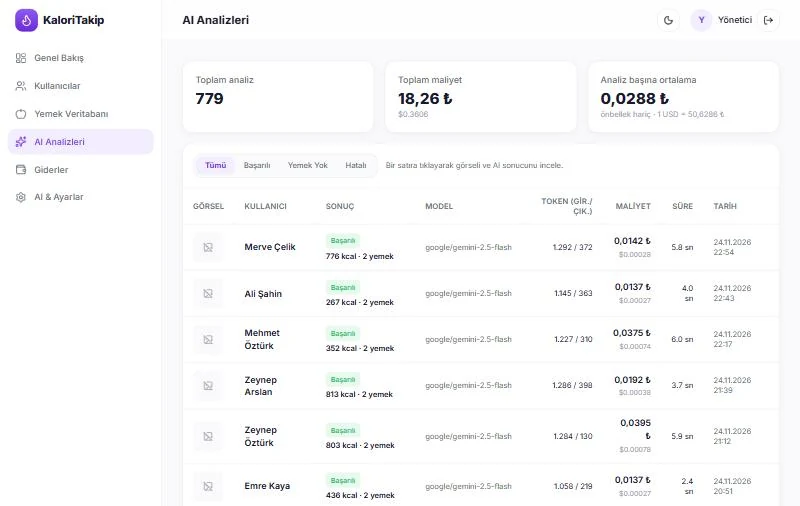 KaloriTakip
AI Analizleri
Y
Yönetici
Genel Bakış
Kullanıcılar
Yemek Veritabanı
AI Analizleri
Giderler
AI & Ayarlar
Toplam analiz
779
Toplam maliyet
18,26 ₺
$0.3606
Analiz başına ortalama
0,0288 ₺
önbellek hariç · 1 USD = 50,6286 ₺
Tümü
Başarılı
Yemek Yok
Hatalı
Bir satıra tıklayarak görseli ve AI sonucunu incele.
GÖRSEL KULLANICI SONUÇ MODEL TOKEN (GİR./ MALİYET SÜRE TARİH
ÇIK.)
Merve Çelik
Başarılı
776 kcal · 2 yemek
google/gemini-2.5-flash
1.292 / 372
0,0142 ₺
$0.00028
5.8 sn
24.11.2026
22:54
Ali Şahin
Başarılı
267 kcal · 2 yemek
google/gemini-2.5-flash
1.145 / 363
0,0137 ₺
$0.00027
4.0
sn
24.11.2026
22:43
Mehmet
Öztürk
Başarılı
352 kcal · 2 yemek
google/gemini-2.5-flash
1.227 / 310
0,0375 ₺
$0.00074
6.0 sn
24.11.2026
22:17
Zeynep
Arslan
Başarılı
813 kcal · 2 yemek
google/gemini-2.5-flash
1.286 / 398
0,0192 ₺
$0.00038
3.7 sn
24.11.2026
21:39
Zeynep
Öztürk
Başarılı
803 kcal · 2 yemek
google/gemini-2.5-flash
1.284 / 130
0,0395
₺
$0.00078
5.9 sn
24.11.2026
21:12
Emre Kaya
Başarılı
436 kcal · 2 yemek
google/gemini-2.5-flash
1.058 / 219
0,0137 ₺
$0.00027
2.4
sn
24.11.2026
20:51